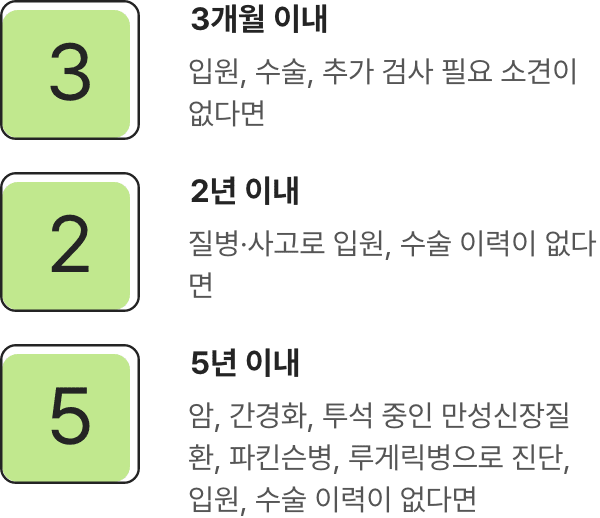 3
3개월 이내
입원, 수술, 추가 검사 필요 소견이
없다면
2
2년 이내
질병·사고로 입원, 수술 이력이 없다
면
5
5년 이내
암, 간경화, 투석 중인 만성신장질
환, 파킨슨병, 루게릭병으로 진단,
입원, 수술 이력이 없다면